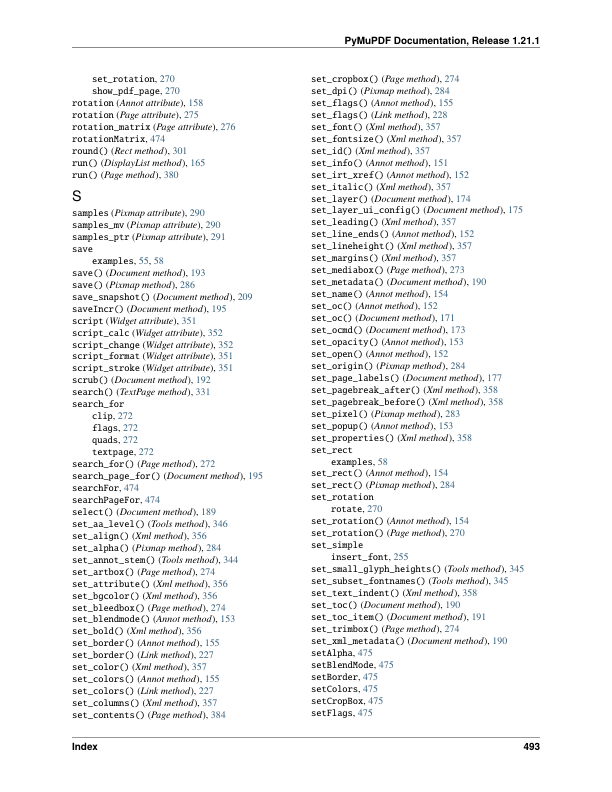 PyMuPDF Documentation, Release 1.21.1
set_rotation, 270
show_pdf_page, 270
rotation (Annot attribute), 158
rotation (Page attribute), 275
rotation_matrix (Page attribute), 276
rotationMatrix, 474
round() (Rect method), 301
run() (DisplayList method), 165
run() (Page method), 380
S
samples (Pixmap attribute), 290
samples_mv (Pixmap attribute), 290
samples_ptr (Pixmap attribute), 291
save
examples, 55, 58
save() (Document method), 193
save() (Pixmap method), 286
save_snapshot() (Document method), 209
saveIncr() (Document method), 195
script (Widget attribute), 351
script_calc (Widget attribute), 352
script_change (Widget attribute), 352
script_format (Widget attribute), 351
script_stroke (Widget attribute), 351
scrub() (Document method), 192
search() (TextPage method), 331
search_for
clip, 272
flags, 272
quads, 272
textpage, 272
search_for() (Page method), 272
search_page_for() (Document method), 195
searchFor, 474
searchPageFor, 474
select() (Document method), 189
set_aa_level() (Tools method), 346
set_align() (Xml method), 356
set_alpha() (Pixmap method), 284
set_annot_stem() (Tools method), 344
set_artbox() (Page method), 274
set_attribute() (Xml method), 356
set_bgcolor() (Xml method), 356
set_bleedbox() (Page method), 274
set_blendmode() (Annot method), 153
set_bold() (Xml method), 356
set_border() (Annot method), 155
set_border() (Link method), 227
set_color() (Xml method), 357
set_colors() (Annot method), 155
set_colors() (Link method), 227
set_columns() (Xml method), 357
set_contents() (Page method), 384
set_cropbox() (Page method), 274
set_dpi() (Pixmap method), 284
set_flags() (Annot method), 155
set_flags() (Link method), 228
set_font() (Xml method), 357
set_fontsize() (Xml method), 357
set_id() (Xml method), 357
set_info() (Annot method), 151
set_irt_xref() (Annot method), 152
set_italic() (Xml method), 357
set_layer() (Document method), 174
set_layer_ui_config() (Document method), 175
set_leading() (Xml method), 357
set_line_ends() (Annot method), 152
set_lineheight() (Xml method), 357
set_margins() (Xml method), 357
set_mediabox() (Page method), 273
set_metadata() (Document method), 190
set_name() (Annot method), 154
set_oc() (Annot method), 152
set_oc() (Document method), 171
set_ocmd() (Document method), 173
set_opacity() (Annot method), 153
set_open() (Annot method), 152
set_origin() (Pixmap method), 284
set_page_labels() (Document method), 177
set_pagebreak_after() (Xml method), 358
set_pagebreak_before() (Xml method), 358
set_pixel() (Pixmap method), 283
set_popup() (Annot method), 153
set_properties() (Xml method), 358
set_rect
examples, 58
set_rect() (Annot method), 154
set_rect() (Pixmap method), 284
set_rotation
rotate, 270
set_rotation() (Annot method), 154
set_rotation() (Page method), 270
set_simple
insert_font, 255
set_small_glyph_heights() (Tools method), 345
set_subset_fontnames() (Tools method), 345
set_text_indent() (Xml method), 358
set_toc() (Document method), 190
set_toc_item() (Document method), 191
set_trimbox() (Page method), 274
set_xml_metadata() (Document method), 190
setAlpha, 475
setBlendMode, 475
setBorder, 475
setColors, 475
setCropBox, 475
setFlags, 475
Index
493